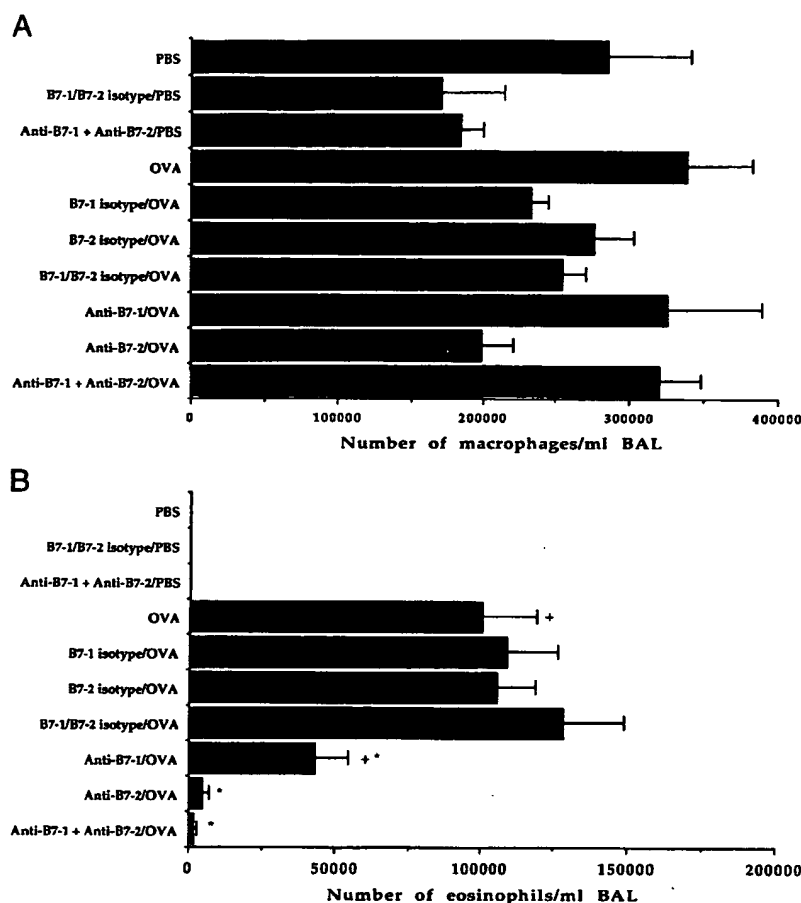 A
PBS
B7-1/B7-2 isotype/PBS
Anti-B7-1 + Anti-B7-2/PBS
OVA
B7-1 isotype/OVA
B7-2 isotype/OVA
B7-1/B7-2 isotype/OVA
Anti-B7-1/OVA
Anti-B7-2/OVA
Anti-B7-1 + Anti-B7-2/OVA
0 100000 200000 300000 400000
Number of macrophages/ml BAL
B
PBS
B7-1/B7-2 isotype/PBS
Anti-B7-1 + Anti-B7-2/PBS
OVA +
B7-1 isotype/OVA
B7-2 isotype/OVA
B7-1/B7-2 isotype/OVA
Anti-B7-1/OVA + *
Anti-B7-2/OVA *
Anti-B7-1 + Anti-B7-2/OVA *
0 50000 100000 150000 200000
Number of eosinophils/ml BAL